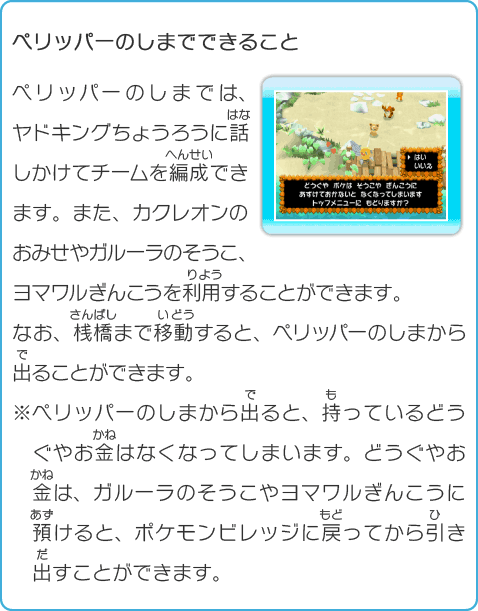 ペリッパーのしまでできること
ペリッパーのしまでは、
ヤドキングちょうろうに話
はな
しかけてチームを編成でき
へんせい
ます。また、カクレオンの
おみせやガルーラのそうこ、
ヨマワルぎんこうを利用することができます。
りよう
なお、桟橋まで移動すると、ペリッパーのしまから
さんばし いどう
出ることができます。
で
※ペリッパーのしまから出ると、持っているどう
で も
ぐやお金はなくなってしまいます。どうぐやお
かね
金は、ガルーラのそうこやヨマワルぎんこうに
かね
預けると、ポケモンビレッジに戻ってから引き
あず もど ひ
出すことができます。
だ
はい
いいえ
どうぐや ポケは そうこや ぎんこうに
あずけておかないと なくなってしまいます
トップメニューに もどりますか？